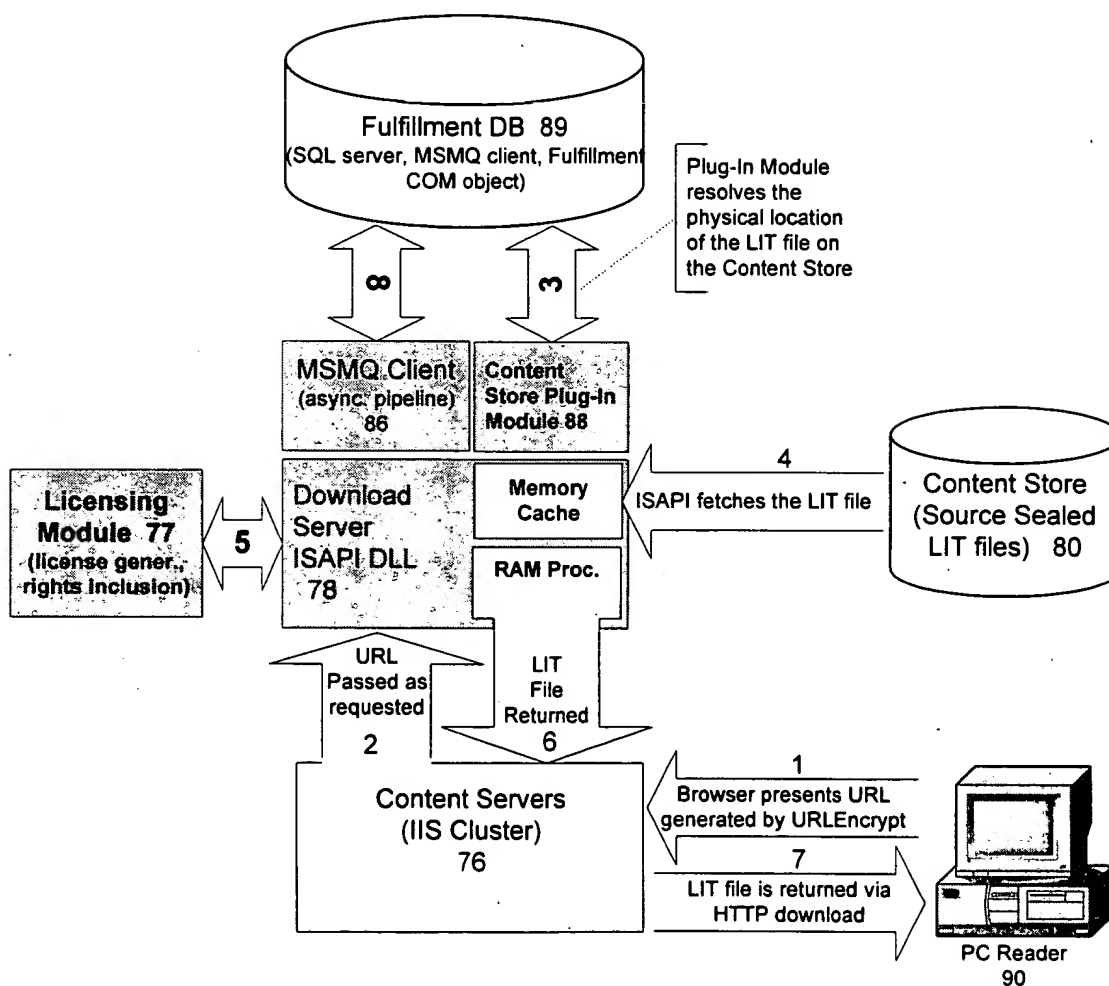 Fulfillment DB 89
(SQL server, MSMQ client, Fulfillment
COM object)
Plug-In Module
resolves the
physical location
of the LIT file on
the Content Store
8
3
MSMQ Client
(async. pipeline)
86
Content
Store Plug-In
Module 88
Licensing
Module 77
(license gener.,
rights inclusion)
5
Download
Server
ISAPI DLL
78
Memory
Cache
RAM Proc.
4
ISAPI fetches the LIT file
Content Store
(Source Sealed
LIT files) 80
URL
Passed as
requested
2
LIT
File
Returned
6
Content Servers
(IIS Cluster)
76
1
Browser presents URL
generated by URLEncrypt
7
LIT file is returned via
HTTP download
PC Reader
90